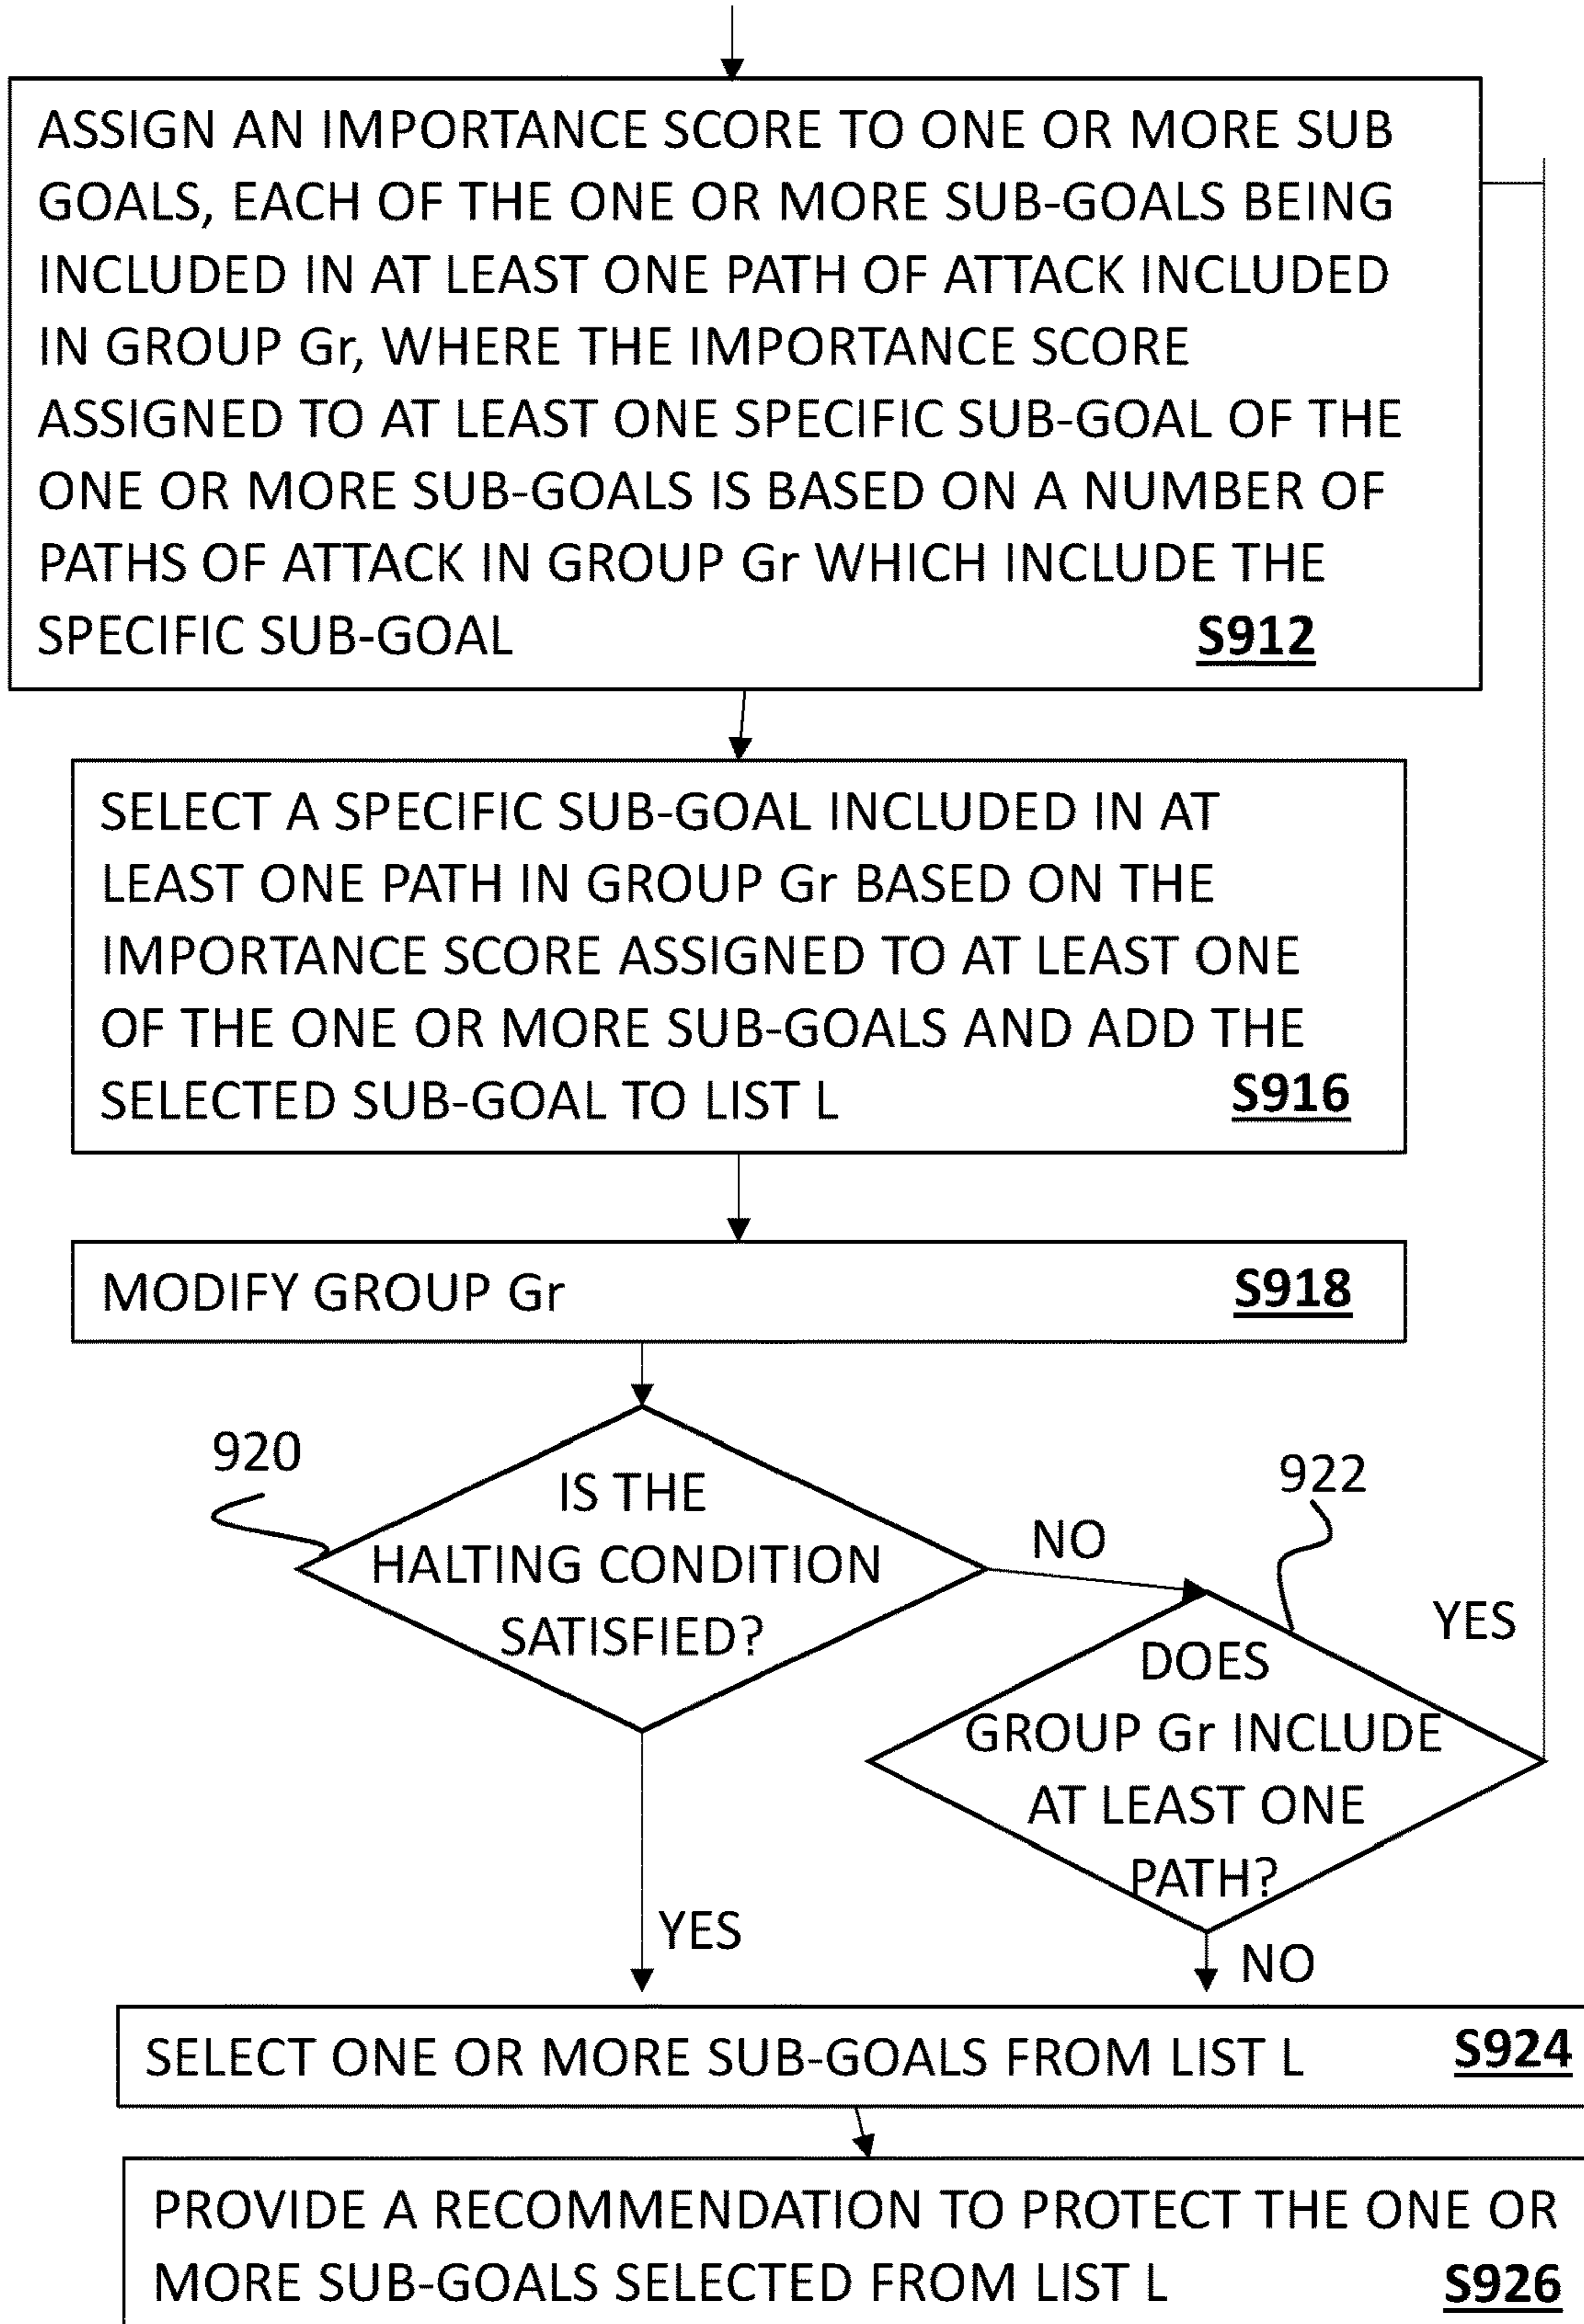 ASSIGN AN IMPORTANCE SCORE TO ONE OR MORE SUB
GOALS, EACH OF THE ONE OR MORE SUB-GOALS BEING
INCLUDED IN AT LEAST ONE PATH OF ATTACK INCLUDED
IN GROUP Gr, WHERE THE IMPORTANCE SCORE
ASSIGNED TO AT LEAST ONE SPECIFIC SUB-GOAL OF THE
ONE OR MORE SUB-GOALS IS BASED ON A NUMBER OF
PATHS OF ATTACK IN GROUP Gr WHICH INCLUDE THE
SPECIFIC SUB-GOAL S912
SELECT A SPECIFIC SUB-GOAL INCLUDED IN AT
LEAST ONE PATH IN GROUP Gr BASED ON THE
IMPORTANCE SCORE ASSIGNED TO AT LEAST ONE
OF THE ONE OR MORE SUB-GOALS AND ADD THE
SELECTED SUB-GOAL TO LIST L S916
MODIFY GROUP Gr S918
920
IS THE
HALTING CONDITION
SATISFIED?
NO
922
YES
DOES
GROUP Gr INCLUDE
AT LEAST ONE
PATH?
YES
NO
SELECT ONE OR MORE SUB-GOALS FROM LIST L S924
PROVIDE A RECOMMENDATION TO PROTECT THE ONE OR
MORE SUB-GOALS SELECTED FROM LIST L S926